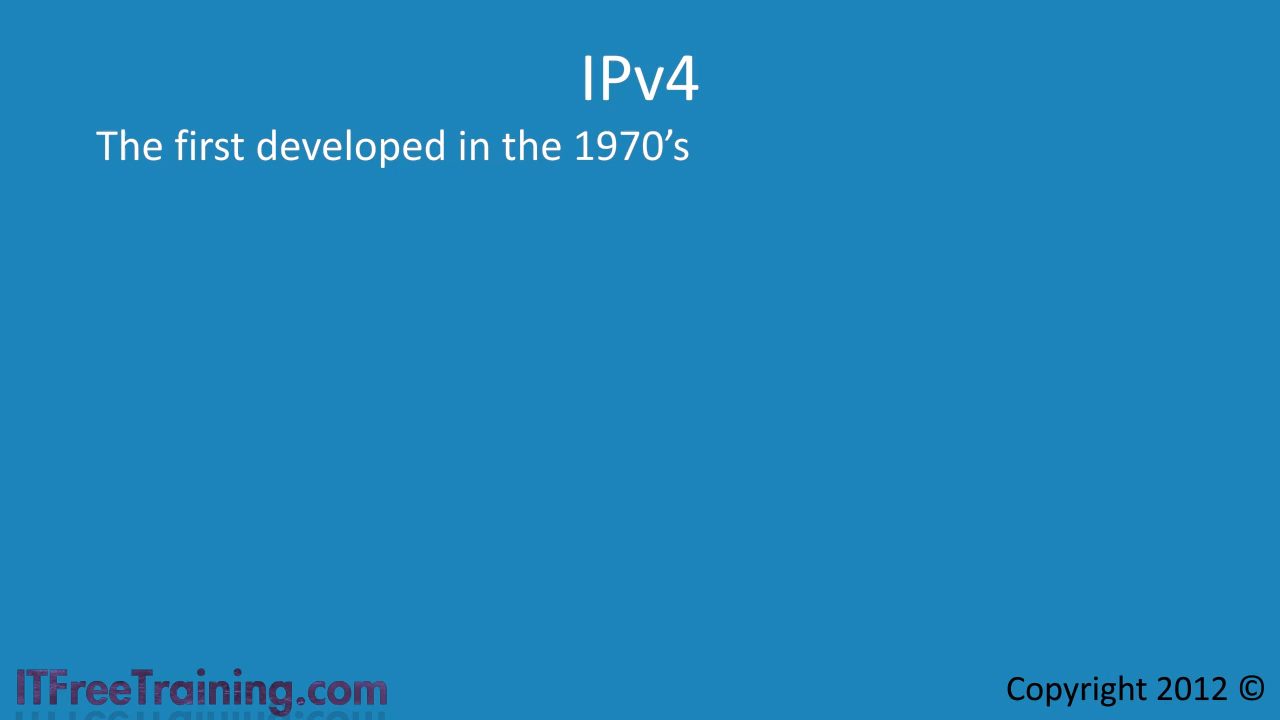 IPv4
The first developed in the 1970’s
ITFreeTraining.com
Copyright 2012 ©